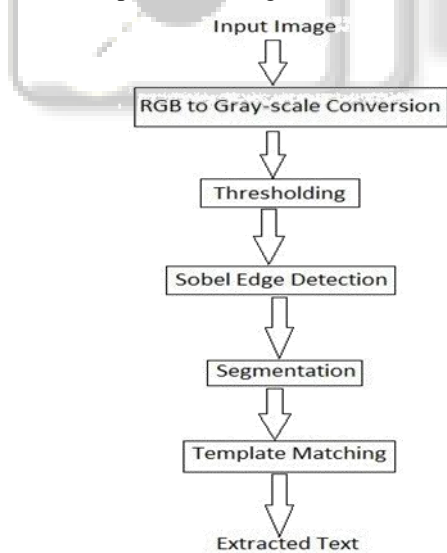 Input Image
RGB to Gray-scale Conversion
Thresholding
Sobel Edge Detection
Segmentation
Template Matching
Extracted Text